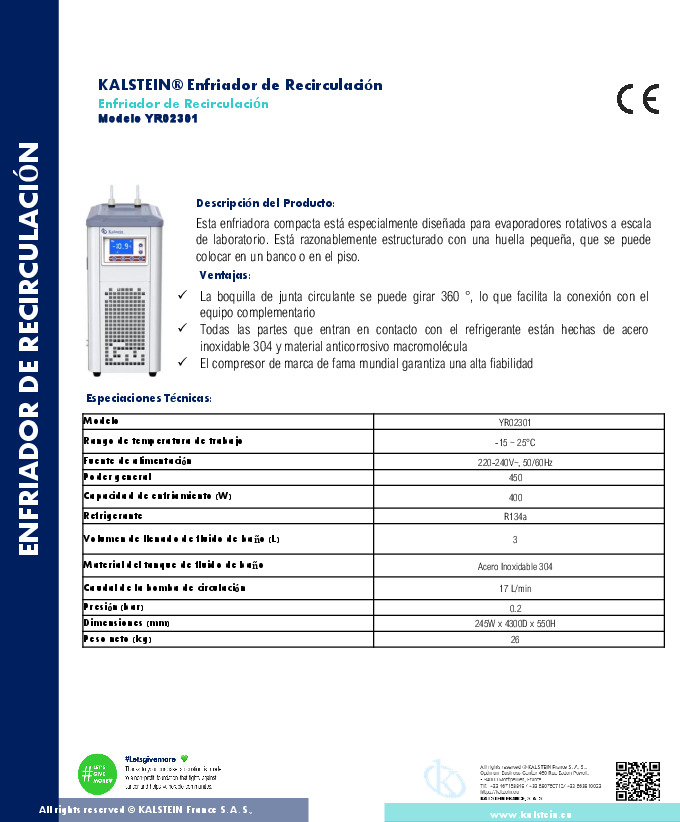 ENFRIADOR DE RECIRCULACIÓN
KALSTEIN® Enfriador de Recirculación
Enfriador de Recirculación
Modelo YR02301
CE
Kalstein
-10.9
Descripción del Producto:
Esta enfriadora compacta está especialmente diseñada para evaporadores rotativos a escala
de laboratorio. Está razonablemente estructurado con una huella pequeña, que se puede
colocar en un banco o en el piso.
Ventajas:
✓ La boquilla de junta circulante se puede girar 360 °, lo que facilita la conexión con el
equipo complementario
✓ Todas las partes que entran en contacto con el refrigerante están hechas de acero
inoxidable 304 y material anticorrosivo macromolécula
✓ El compresor de marca de fama mundial garantiza una alta fiabilidad
Especiaciones Técnicas:
Modelo YR02301
Rango de temperatura de trabajo -15 ~ 25°C
Fuente de alimentación 220-240V~, 50/60Hz
Poder general 450
Capacidad de enfriamiento (W) 400
Refrigerante R134a
Volumen de llenado de fluido de baño (L) 3
Material del tanque de fluido de baño Acero Inoxidable 304
Caudal de la bomba de circulación 17 L/min
Presión (bar) 0.2
Dimensiones (mm) 245W x 4300D x 550H
Peso neto (kg) 26
# LET'S
GIVE
MORE
#Letsgivemore
All rights reserved © KALSTEIN France S. A. S.,
KALSTEIN FRANCE, S. A. S
All rights reserved © KALSTEIN France S. A. S.,
www.kalstein.eu